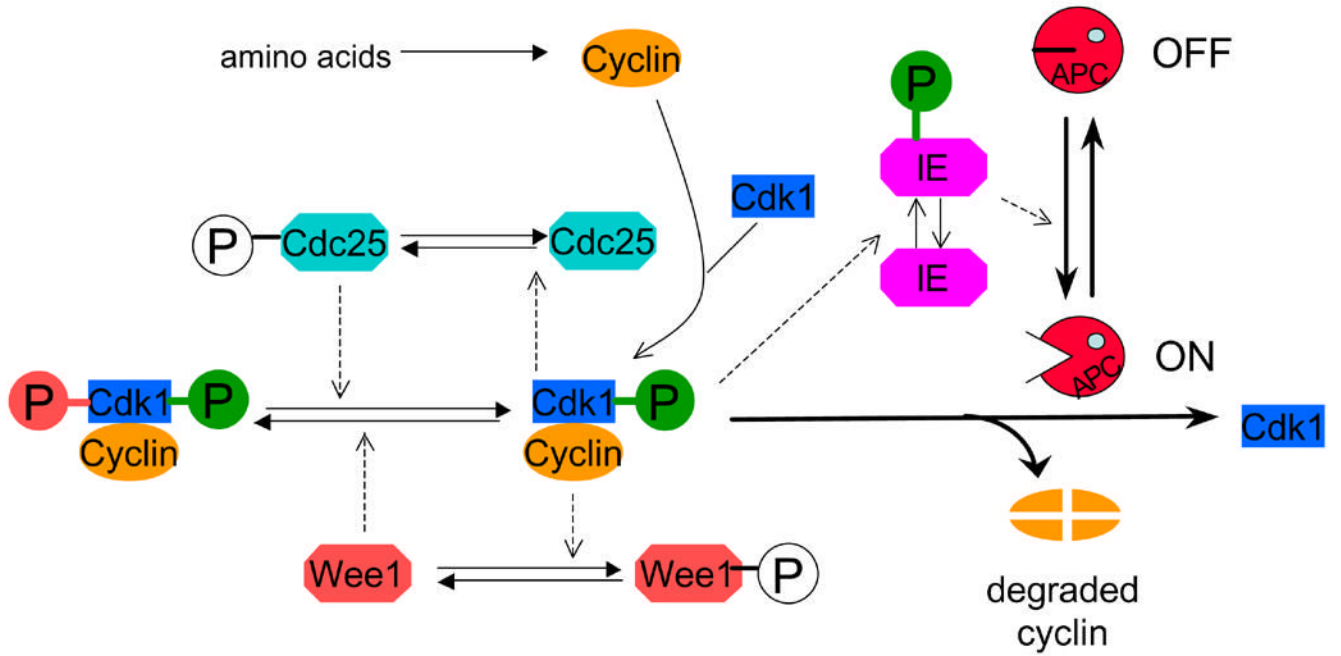 amino acids
Cyclin
APC
OFF
P
IE
Cdk1
P
Cdc25
Cdc25
IE
APC
ON
P
Cdk1
P
Cyclin
Cdk1
P
Cyclin
Cdk1
Wee1
Wee1
P
degraded
cyclin